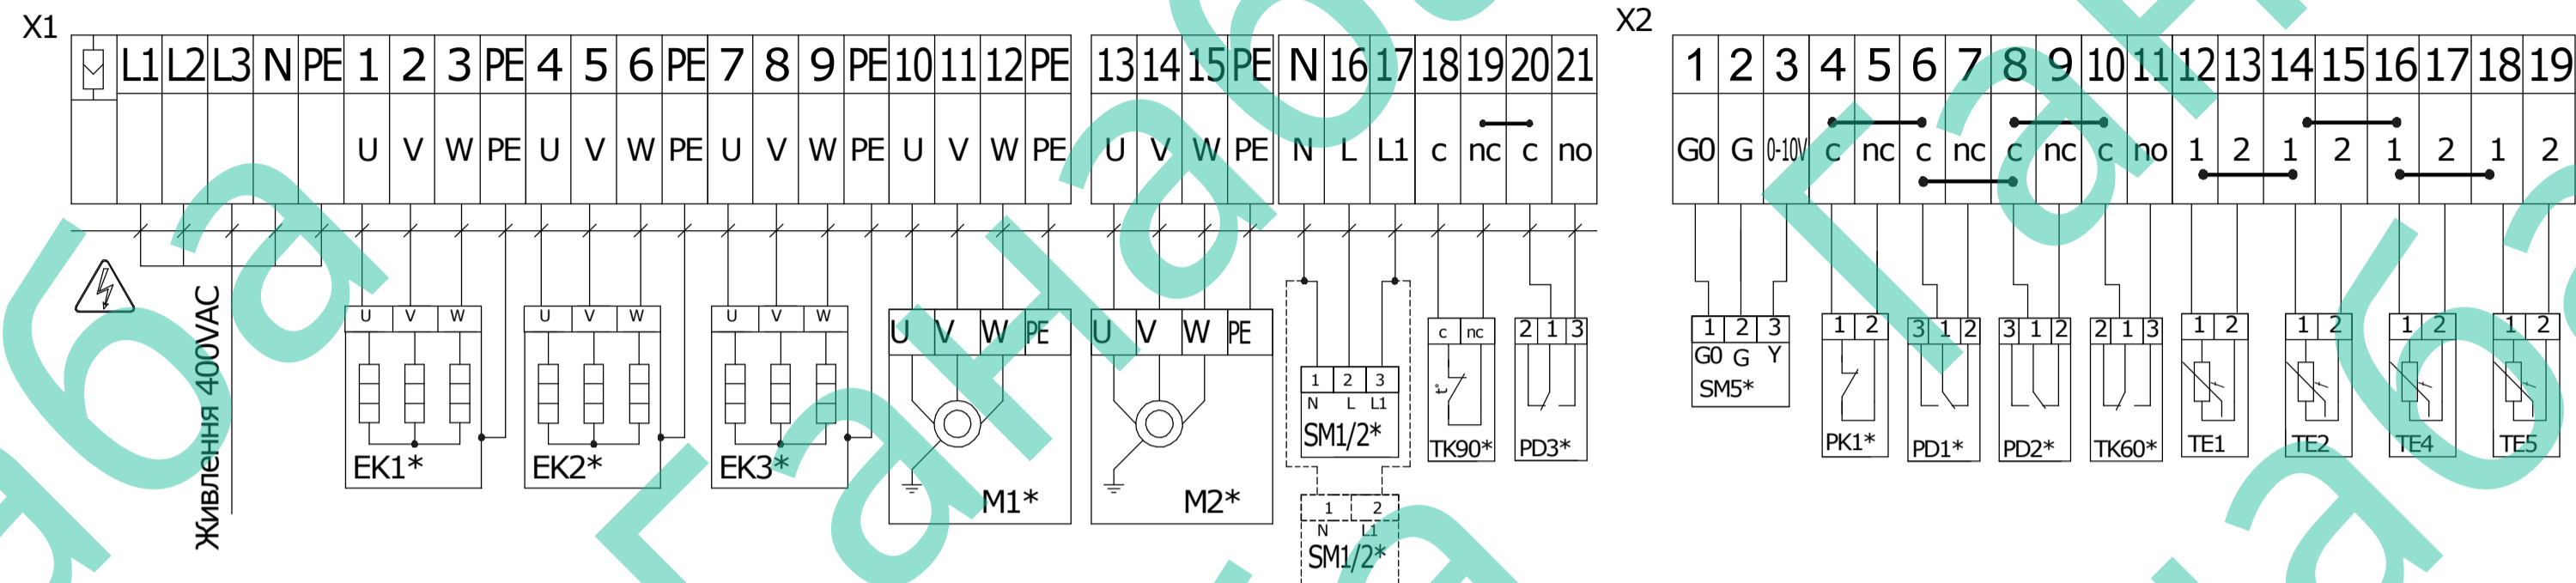 X1
X2
L1 L2 L3 N PE 1 2 3 PE 4 5 6 PE 7 8 9 PE 10 11 12 PE 13 14 15 PE N 16 17 18 19 20 21
1 2 3 4 5 6 7 8 9 10 11 12 13 14 15 16 17 18 19
U V W PE U V W PE U V W PE U V W PE U V W PE N L L1 c nc c no
G0 G 0-10V c nc c nc c nc c no 1 2 1 2 1 2 1 2
Живлення 400VAC
U V W
EK1*
U V W
EK2*
U V W
EK3*
U V W PE
M1*
U V W PE
M2*
1 2 3
N L L1
SM1/2*
1 2
N L1
SM1/2*
c nc
t°
TK90*
2 1 3
PD3*
1 2 3
G0 G Y
SM5*
1 2
PK1*
3 1 2
PD1*
3 1 2
PD2*
2 1 3
TK60*
1 2
TE1
1 2
TE2
1 2
TE4
1 2
TE5